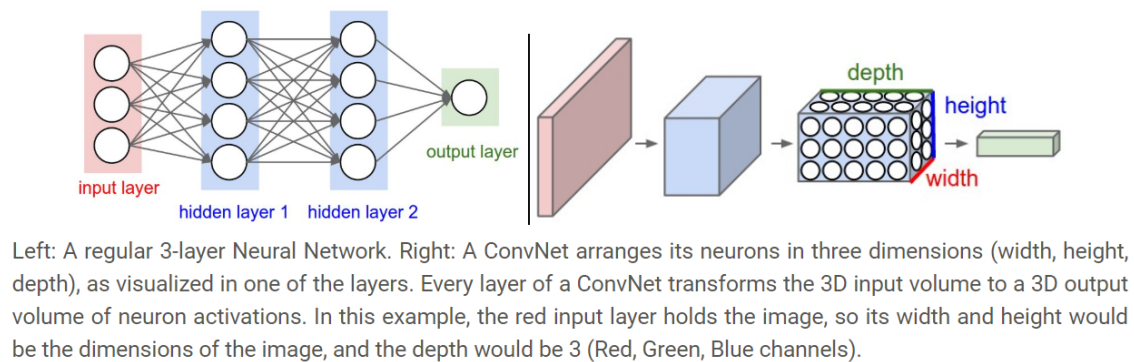 input layer
hidden layer 1
hidden layer 2
output layer
depth
height
width
Left: A regular 3-layer Neural Network. Right: A ConvNet arranges its neurons in three dimensions (width, height,
depth), as visualized in one of the layers. Every layer of a ConvNet transforms the 3D input volume to a 3D output
volume of neuron activations. In this example, the red input layer holds the image, so its width and height would
be the dimensions of the image, and the depth would be 3 (Red, Green, Blue channels).